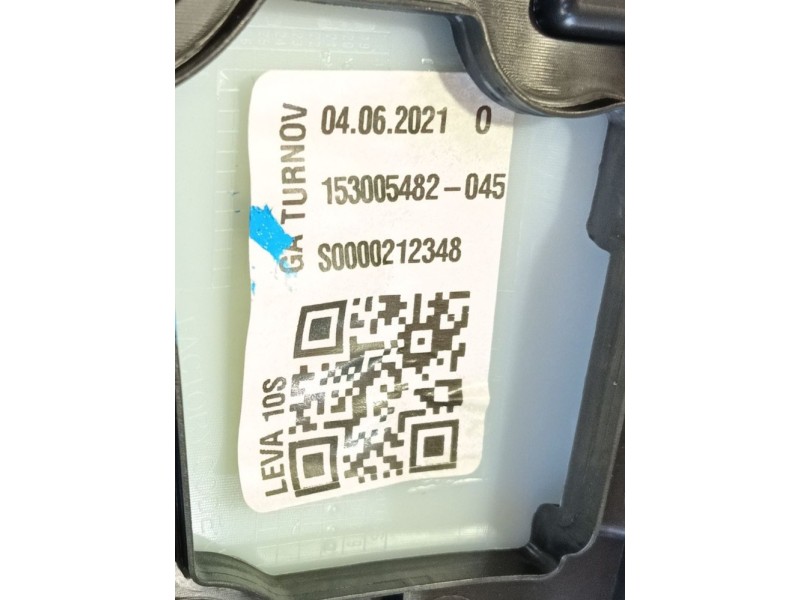 GA TURNOV
04.06.2021 0
153005482-045
S0000212348
LEVA 10S